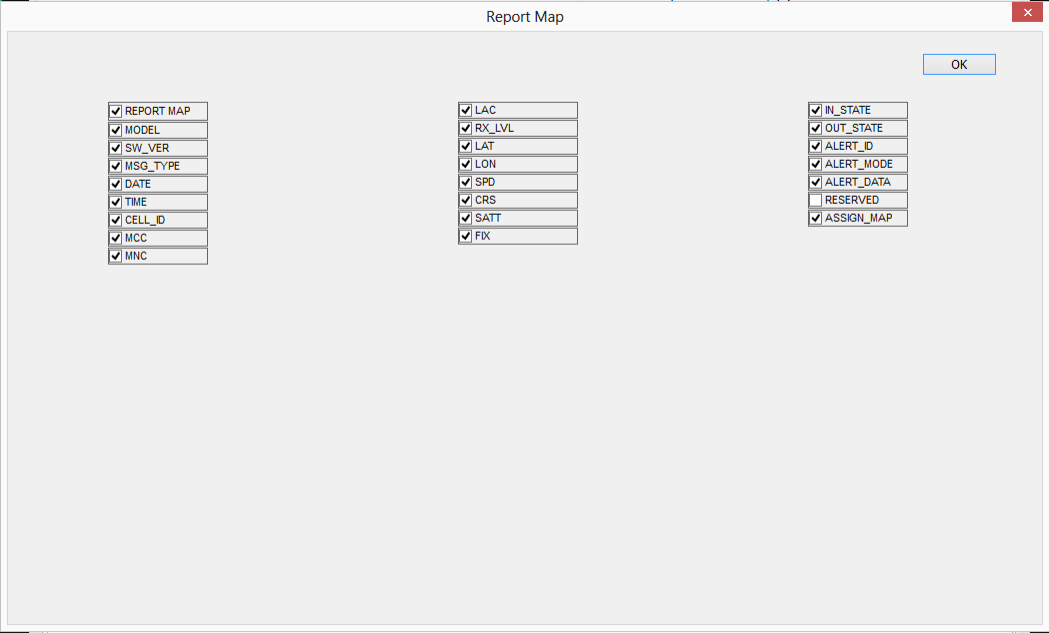 Report Map
OK
REPORT MAP
MODEL
SW_VER
MSG_TYPE
DATE
TIME
CELL_ID
MCC
MNC
LAC
RX_LVL
LAT
LON
SPD
CRS
SATT
FIX
IN_STATE
OUT_STATE
ALERT_ID
ALERT_MODE
ALERT_DATA
RESERVED
ASSIGN_MAP